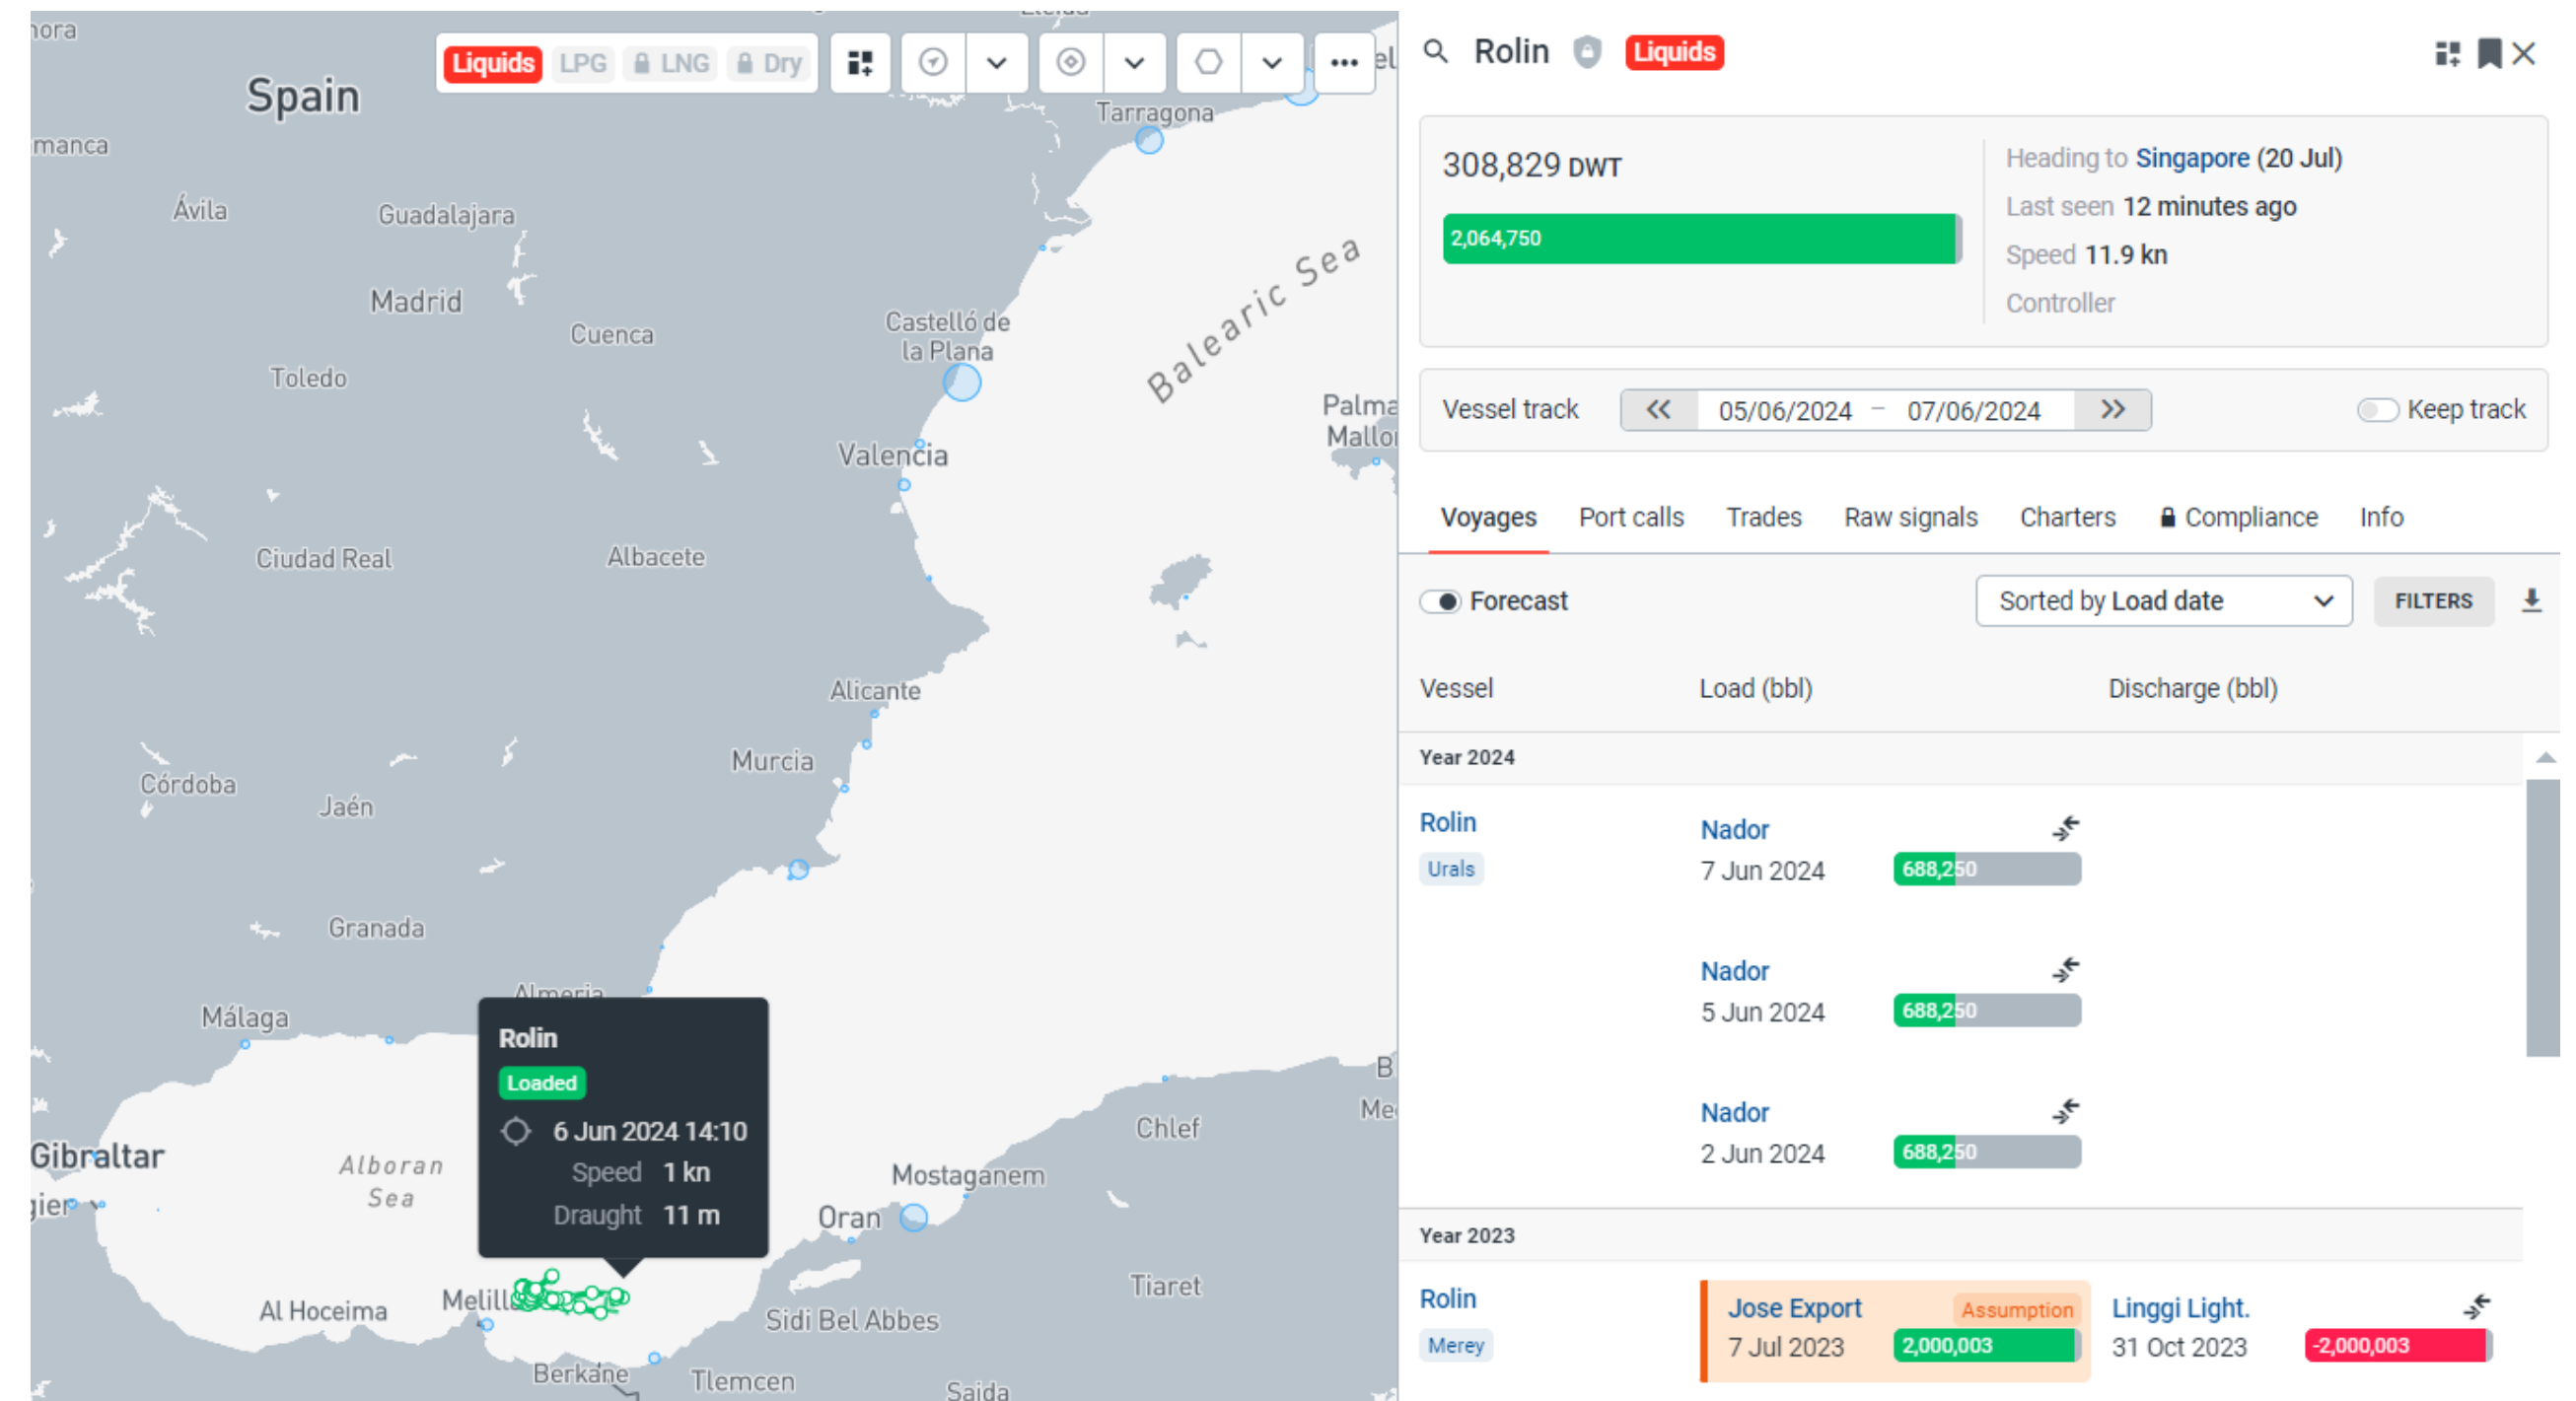 Spain
Ávila
Guadalajara
Madrid
Cuenca
Toledo
Ciudad Real
Albacete
Córdoba
Jaén
Granada
Málaga
Almería
Murcia
Alicante
Valencia
Castelló de
la Plana
Tarragona
Balearic Sea
Palma
Gibraltar
Alboran
Sea
Al Hoceima
Berkane
Tlemcen
Saida
Sidi Bel Abbes
Oran
Mostaganem
Chlef
Tiaret
Liquids LPG LNG Dry
Rolin
Loaded
6 Jun 2024 14:10
Speed 1 kn
Draught 11 m
Rolin Liquids
308,829 DWT
2,064,750
Heading to Singapore (20 Jul)
Last seen 12 minutes ago
Speed 11.9 kn
Controller
Vessel track 05/06/2024 – 07/06/2024 Keep track
Voyages Port calls Trades Raw signals Charters Compliance Info
Forecast Sorted by Load date FILTERS
Vessel Load (bbl) Discharge (bbl)
Year 2024
Rolin Nador
Urals 7 Jun 2024 688,250
Nador
5 Jun 2024 688,250
Nador
2 Jun 2024 688,250
Year 2023
Rolin Jose Export Assumption Linggi Light.
Merey 7 Jul 2023 2,000,003 31 Oct 2023 -2,000,003